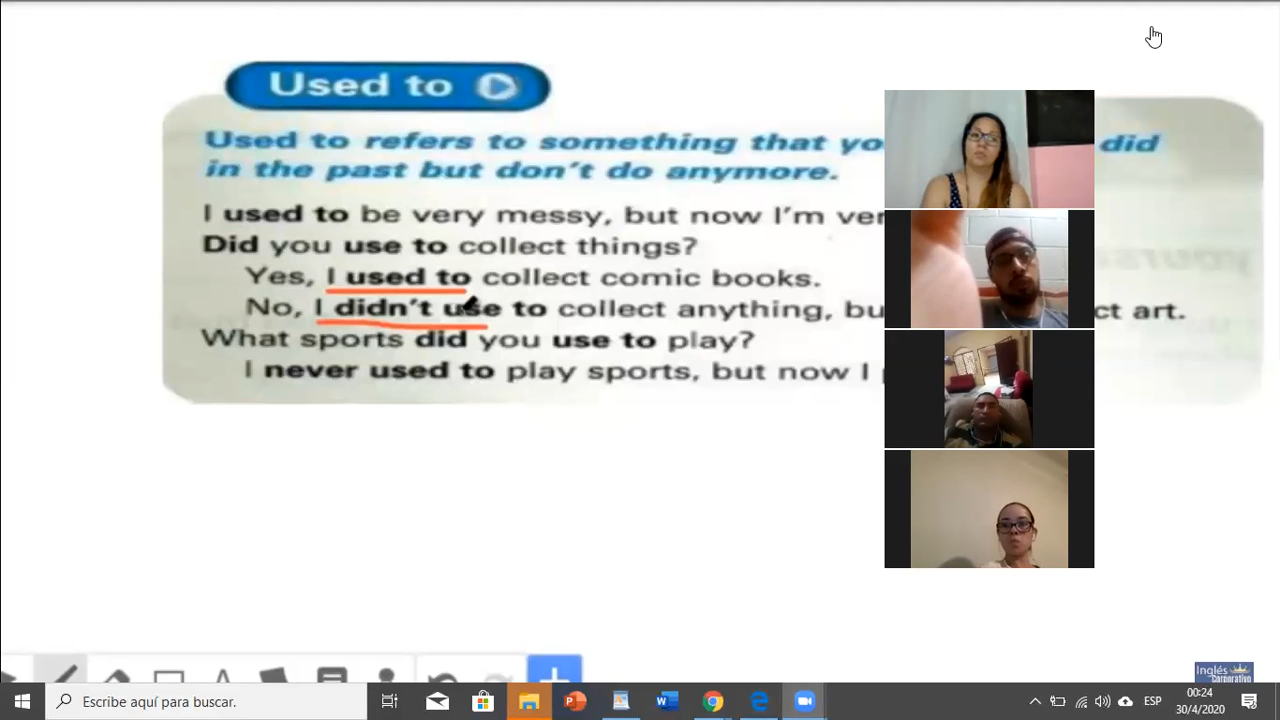 Used to
Used to refers to something that yo did
in the past but don't do anymore.
I used to be very messy, but now I'm ver
Did you use to collect things?
Yes, I used to collect comic books.
No, I didn't use to collect anything, bu ct art.
What sports did you use to play?
I never used to play sports, but now I p
Inglés
Corporativo
Escribe aquí para buscar.
ESP
00:24
30/4/2020